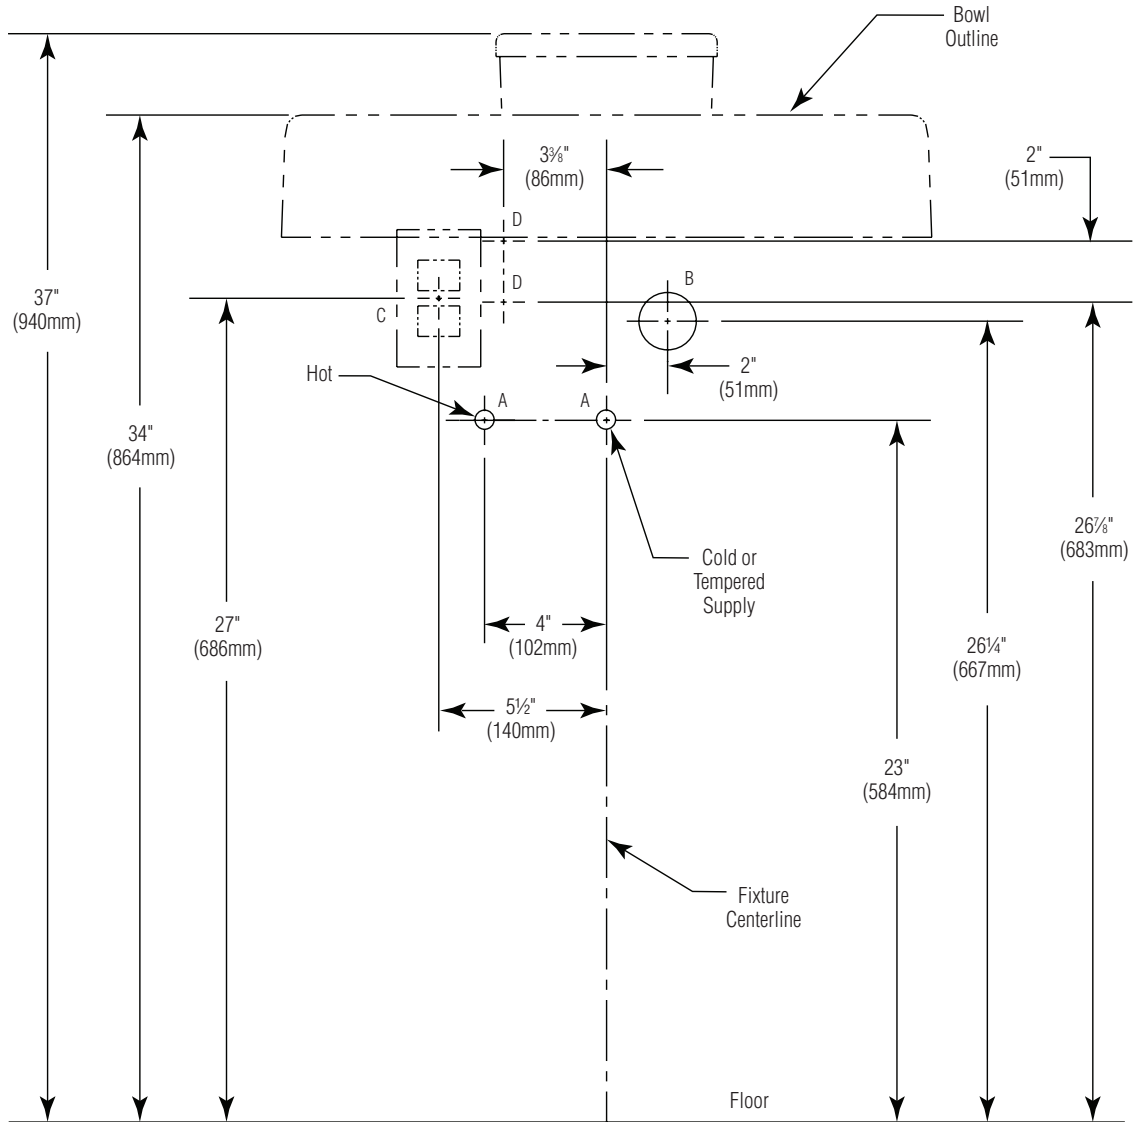 Bowl
Outline
3⅜"
(86mm)
2"
(51mm)
D
D
B
C
37"
(940mm)
2"
(51mm)
Hot
A
A
34"
(864mm)
26⅞"
(683mm)
Cold or
Tempered
Supply
27"
(686mm)
4"
(102mm)
26¼"
(667mm)
5½"
(140mm)
23"
(584mm)
Fixture
Centerline
Floor